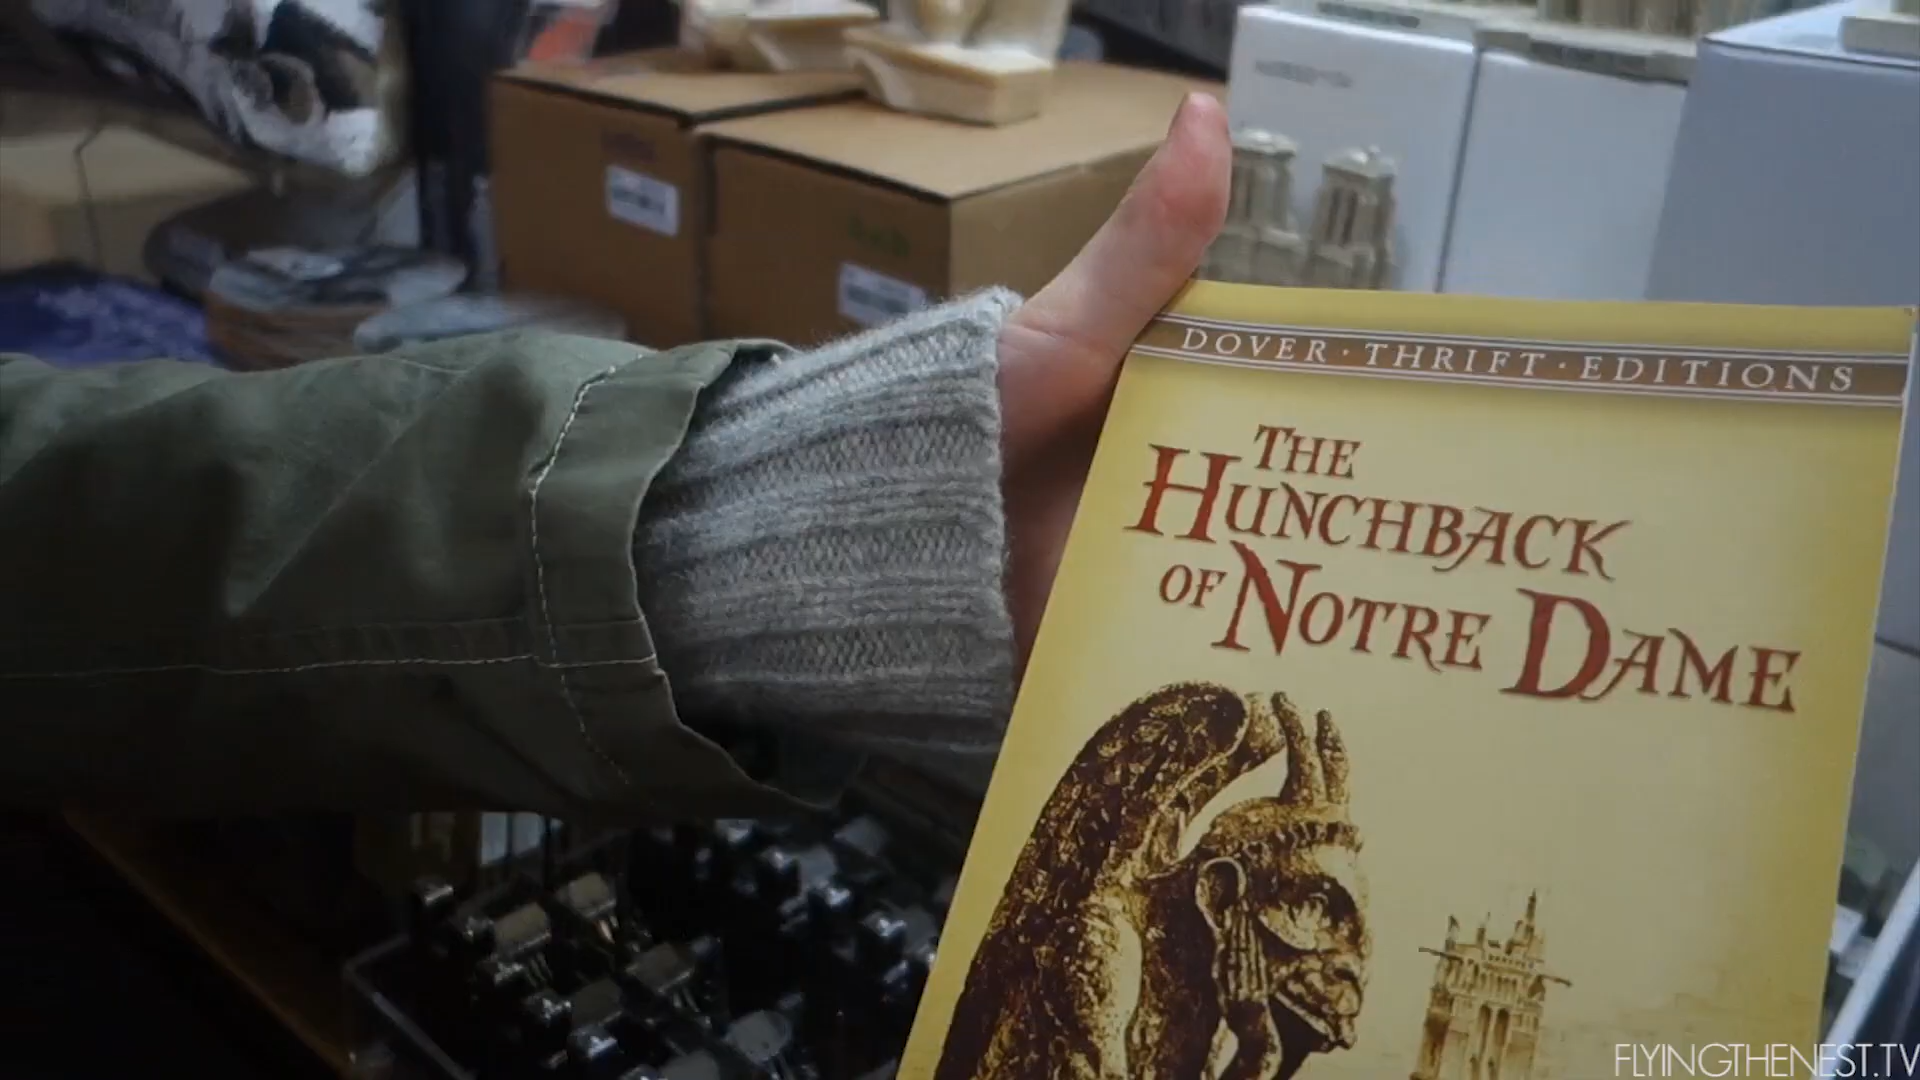 DOVER · THRIFT · EDITIONS
THE
HUNCHBACK
OF NOTRE DAME
FLYINGTHENEST.TV